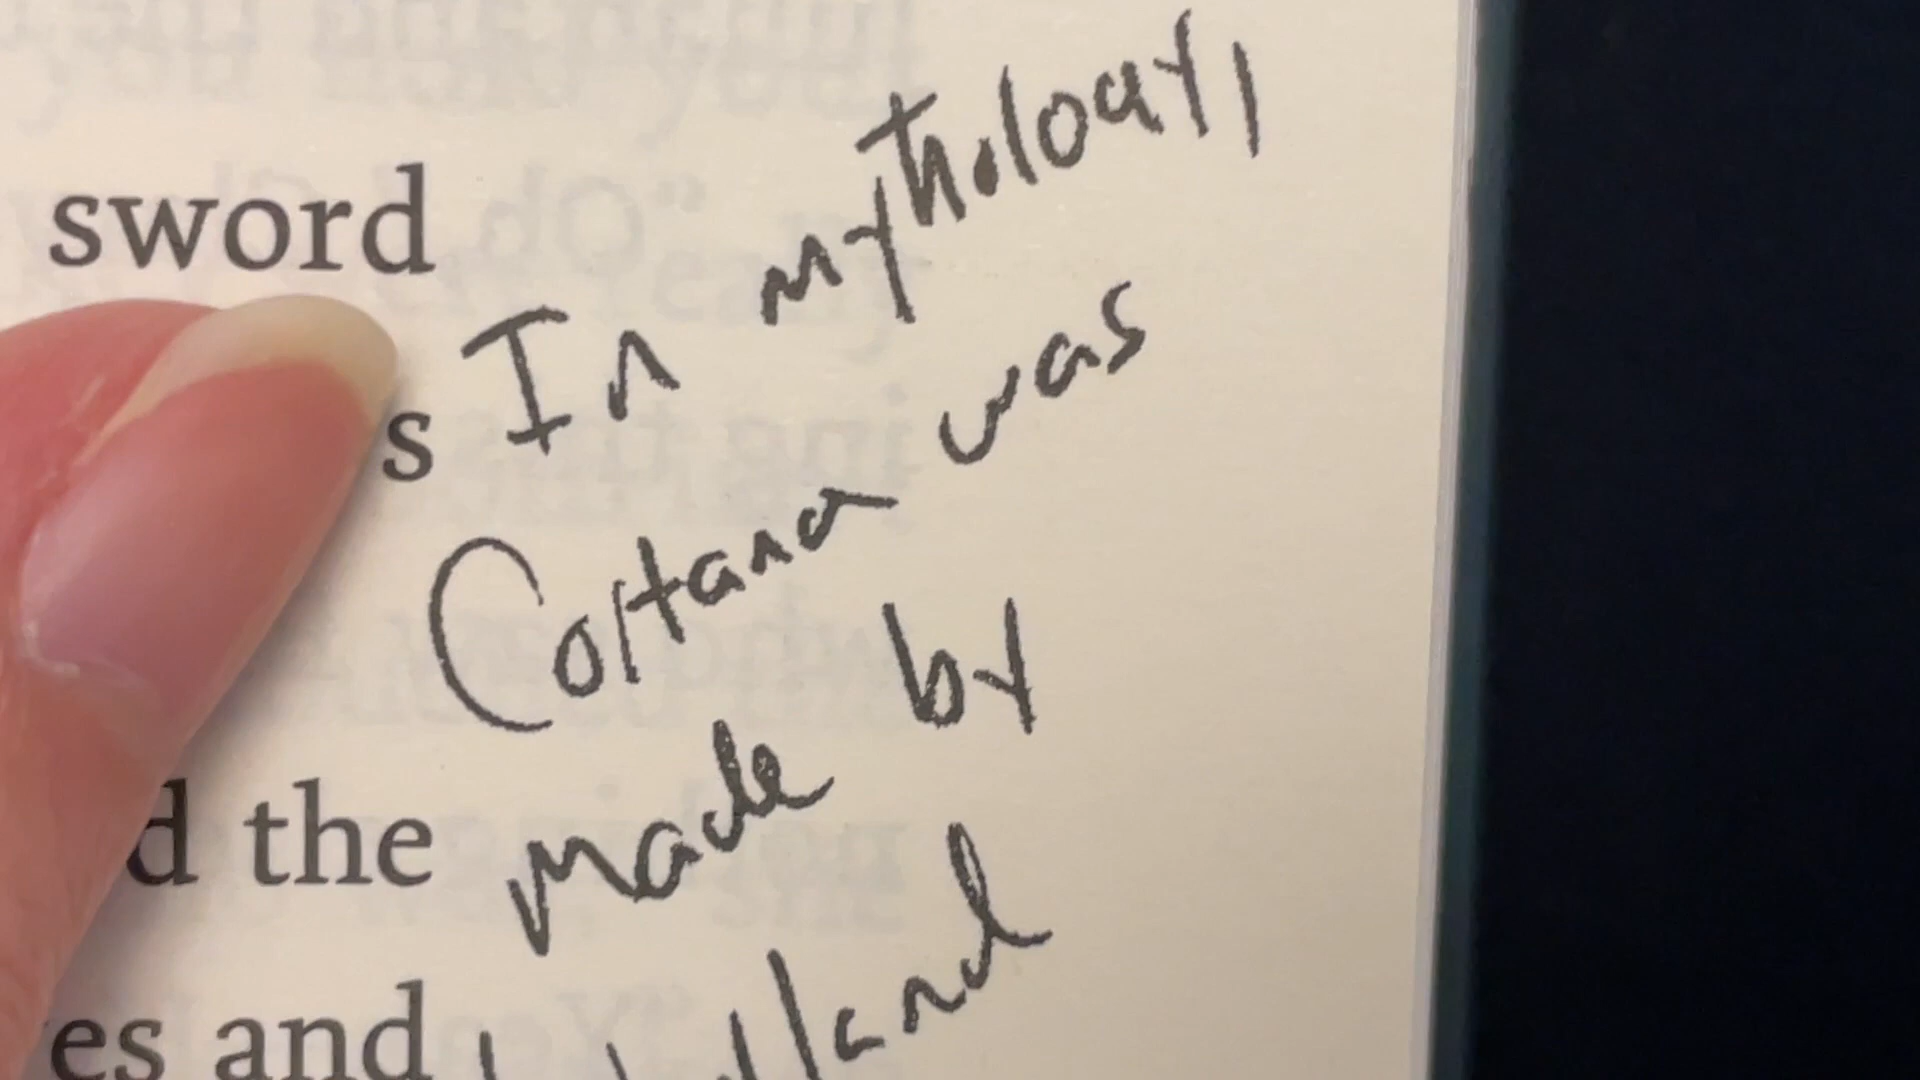 sword
In mythology,
s
Cortana was
made by
d the
es and